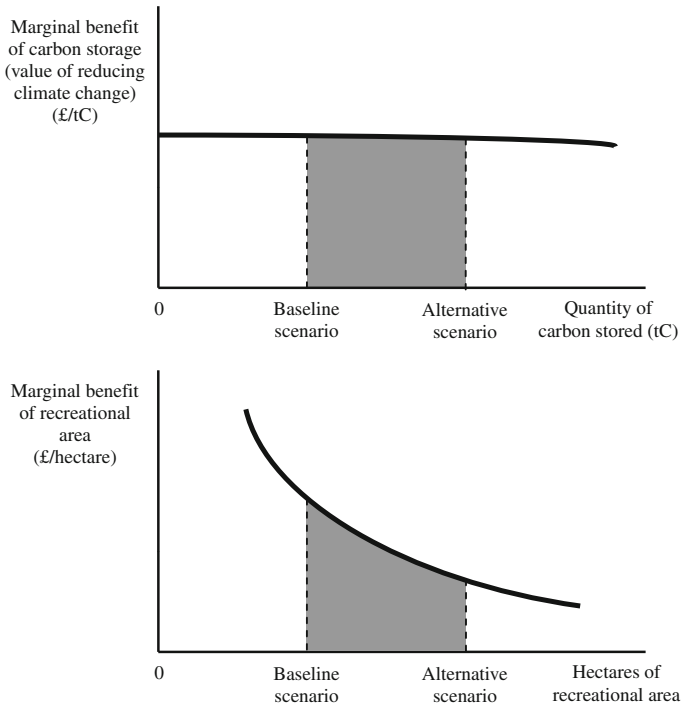 Marginal benefit
of carbon storage
(value of reducing
climate change)
(£/tC)
0
Baseline
scenario
Alternative
scenario
Quantity of
carbon stored (tC)
Marginal benefit
of recreational
area
(£/hectare)
0
Baseline
scenario
Alternative
scenario
Hectares of
recreational area